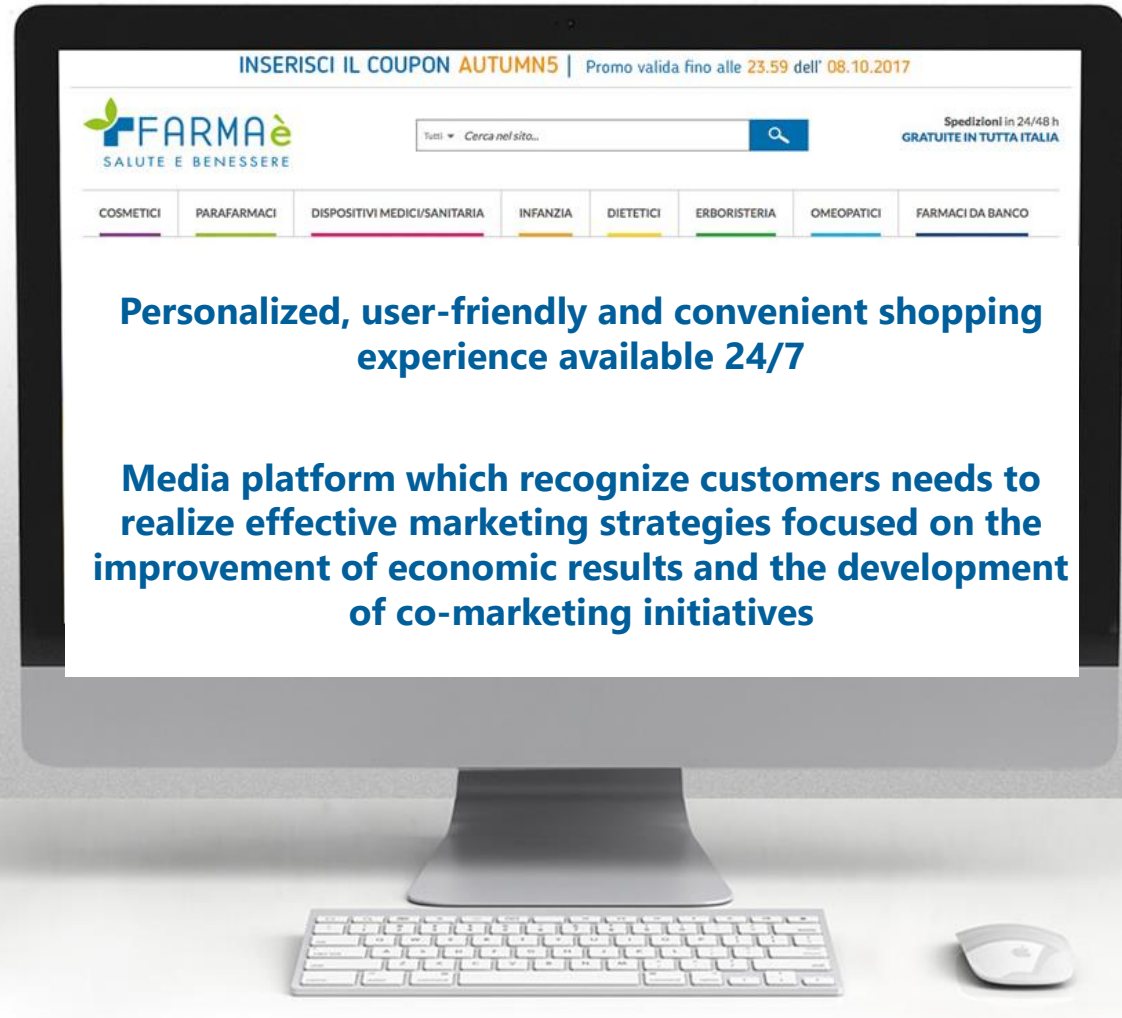 INSERISCI IL COUPON AUTUMN5 | Promo valida fino alle 23.59 dell' 08.10.2017
FARMAè
SALUTE E BENESSERE
Tutti Cerca nel sito...
Spedizioni in 24/48 h
GRATUITE IN TUTTA ITALIA
COSMETICI PARAFARMACI DISPOSITIVI MEDICI/SANITARIA INFANZIA DIETETICI ERBORISTERIA OMEOPATICI FARMACI DA BANCO
Personalized, user-friendly and convenient shopping
experience available 24/7
Media platform which recognize customers needs to
realize effective marketing strategies focused on the
improvement of economic results and the development
of co-marketing initiatives